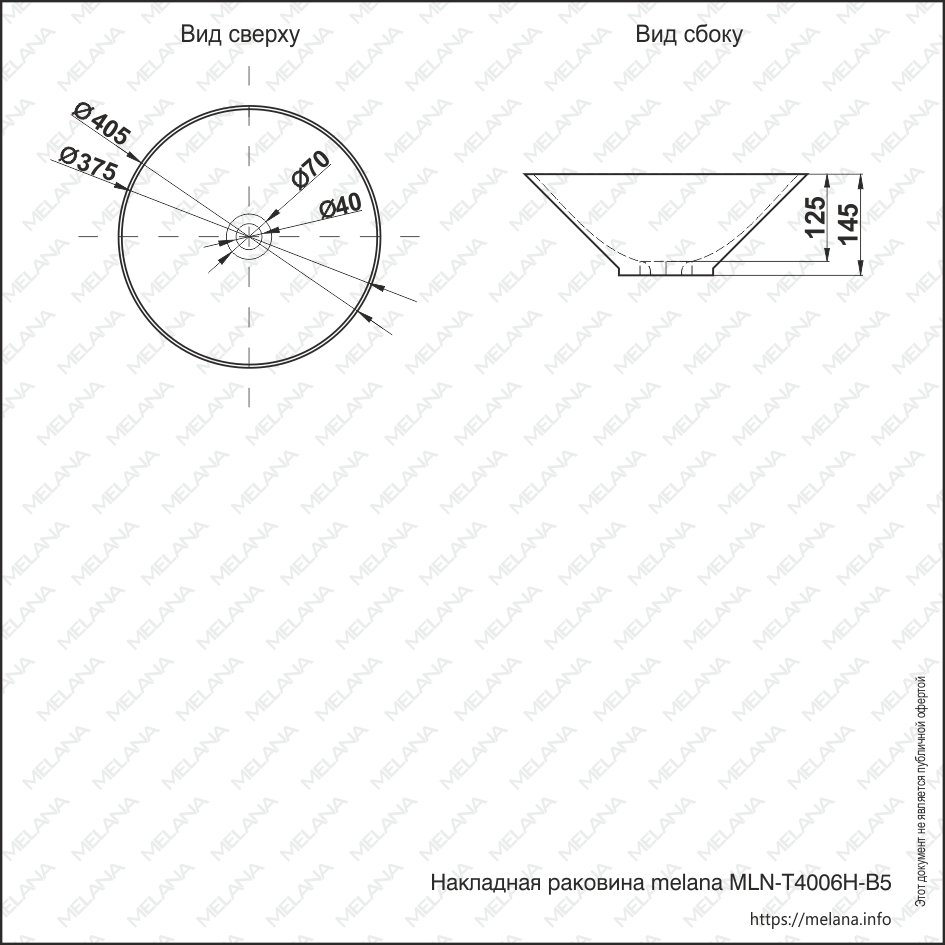 Вид сверху
Вид сбоку
Ø405
Ø375
Ø70
Ø40
125
145
Этот документ не является публичной офертой
Накладная раковина melana MLN-T4006H-B5
https://melana.info
MELANA